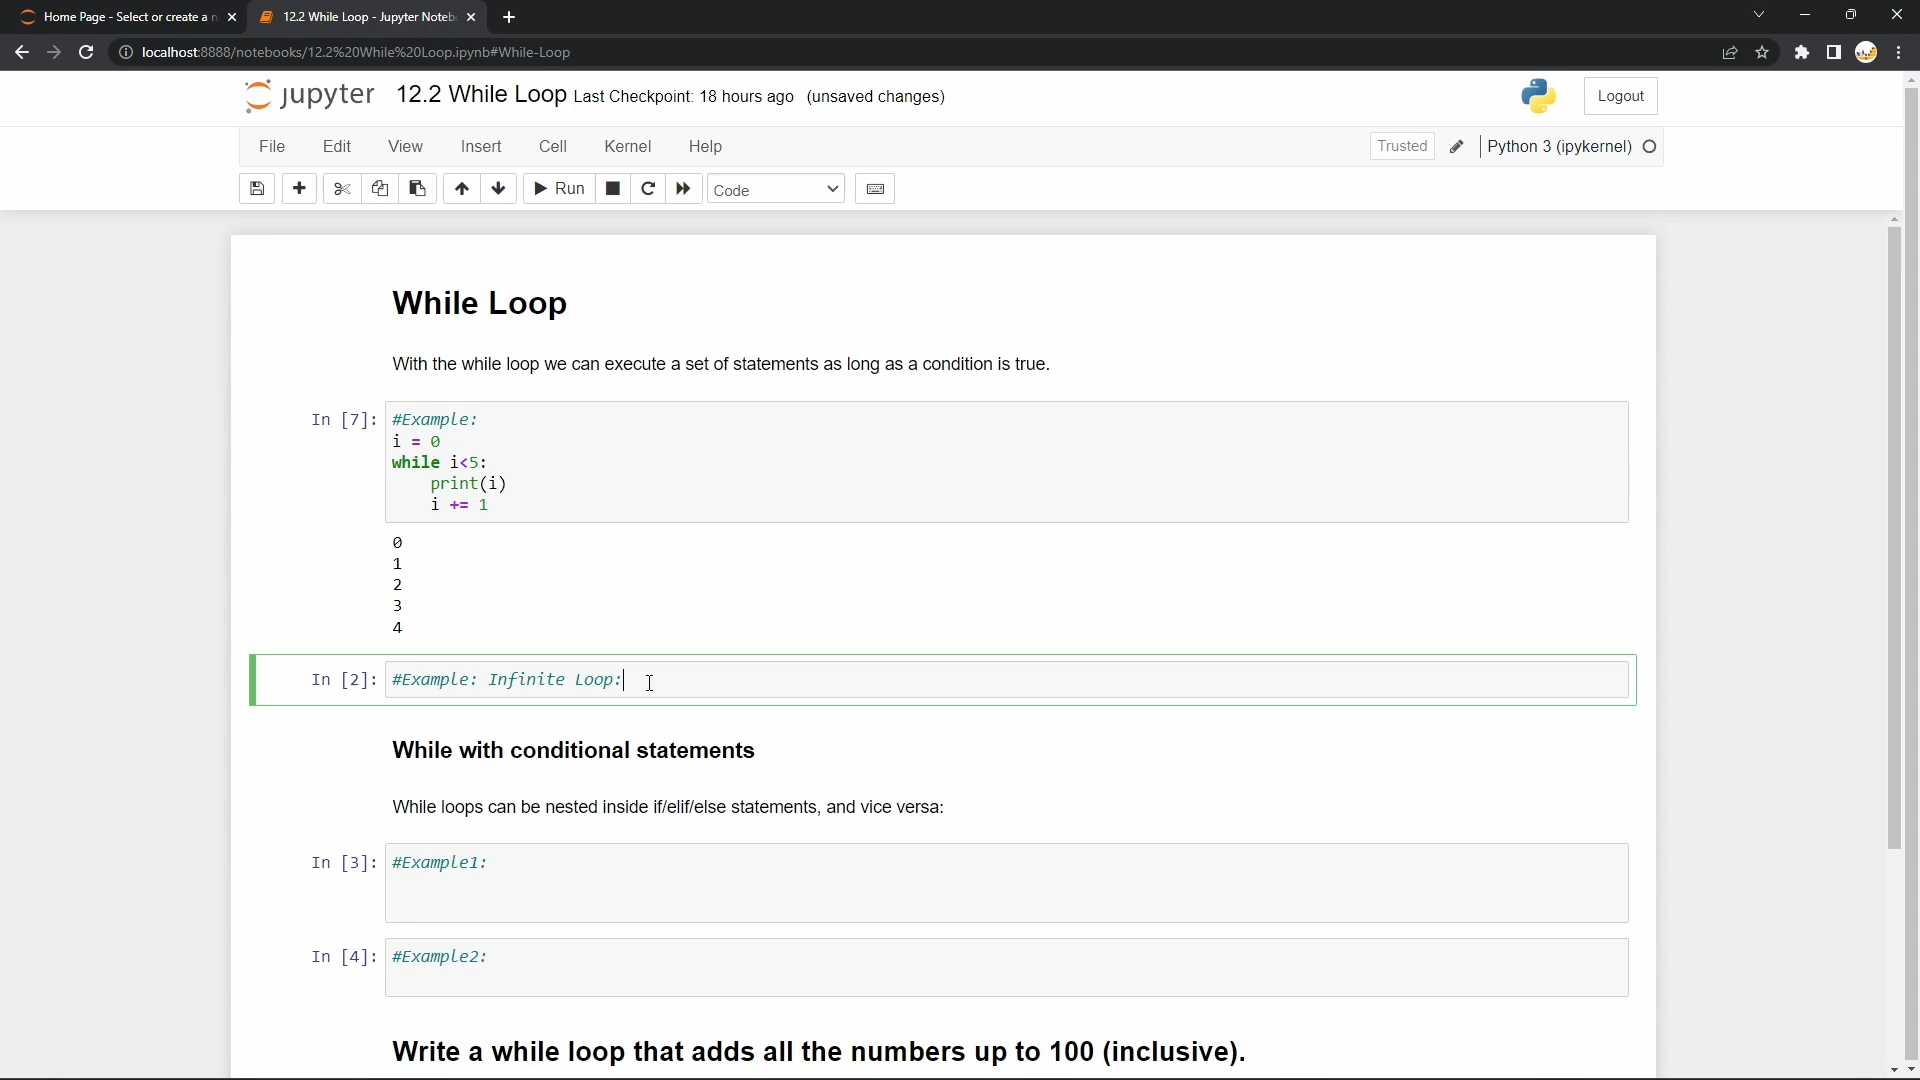 Home Page - Select or create a n
12.2 While Loop - Jupyter Noteb
localhost:8888/notebooks/12.2%20While%20Loop.ipynb#While-Loop
jupyter 12.2 While Loop Last Checkpoint: 18 hours ago (unsaved changes)
Logout
File Edit View Insert Cell Kernel Help
Trusted
Python 3 (ipykernel)
Run
Code
While Loop
With the while loop we can execute a set of statements as long as a condition is true.
In [7]: #Example:
i = 0
while i<5:
    print(i)
    i += 1
0
1
2
3
4
In [2]: #Example: Infinite Loop:
While with conditional statements
While loops can be nested inside if/elif/else statements, and vice versa:
In [3]: #Example1:
In [4]: #Example2:
Write a while loop that adds all the numbers up to 100 (inclusive).